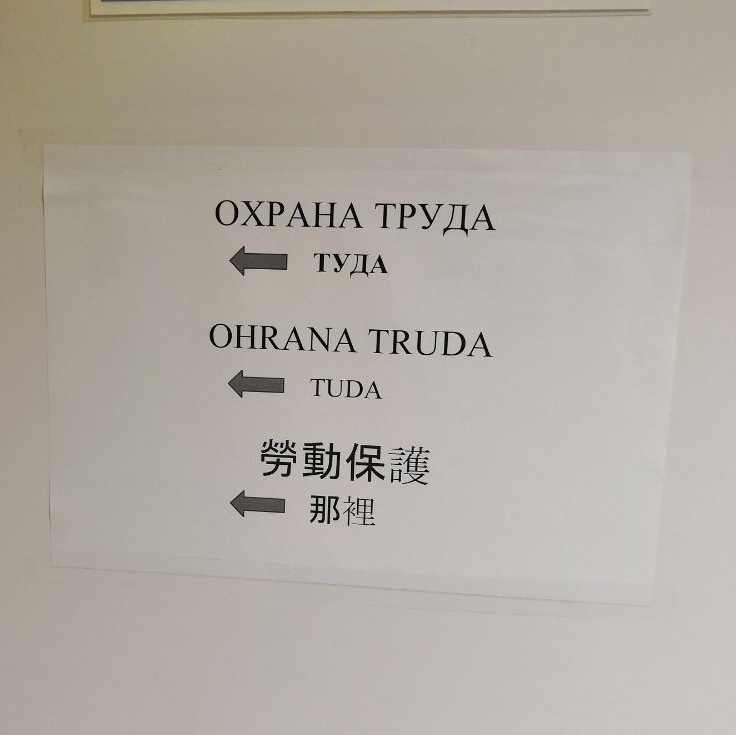 ОХРАНА ТРУДА
ТУДА
OHRANA TRUDA
TUDA
勞動保護
那裡